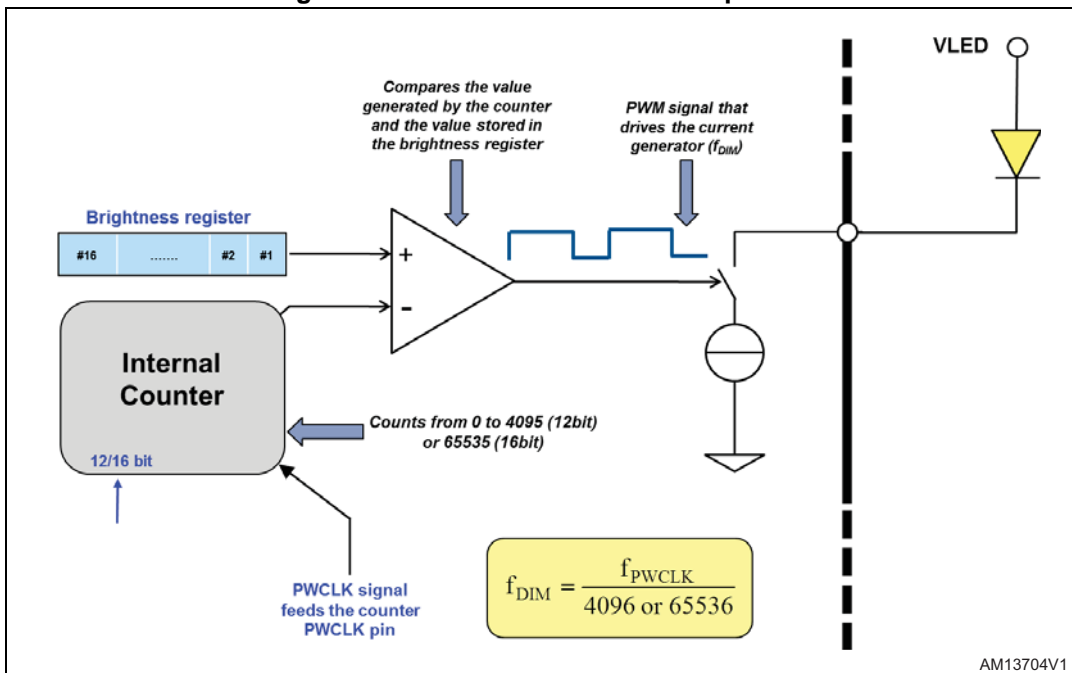 VLED
Compares the value
generated by the counter
and the value stored in
the brightness register
PWM signal that
drives the current
generator (fDIM)
Brightness register
#16 ....... #2 #1
+
-
Internal
Counter
12/16 bit
Counts from 0 to 4095 (12bit)
or 65535 (16bit)
PWCLK signal
feeds the counter
PWCLK pin
fDIM = fPWCLK / 4096 or 65536
AM13704V1